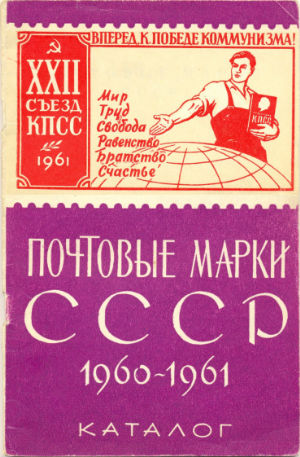 ВПЕРЕД, К ПОБЕДЕ КОММУНИЗМА!
XXII
СЪЕЗД
КПСС
1961
Мир
Труд
Свобода
Равенство
Братство
Счастье
КПСС
ПОЧТОВЫЕ МАРКИ
СССР
1960-1961
КАТАЛОГ